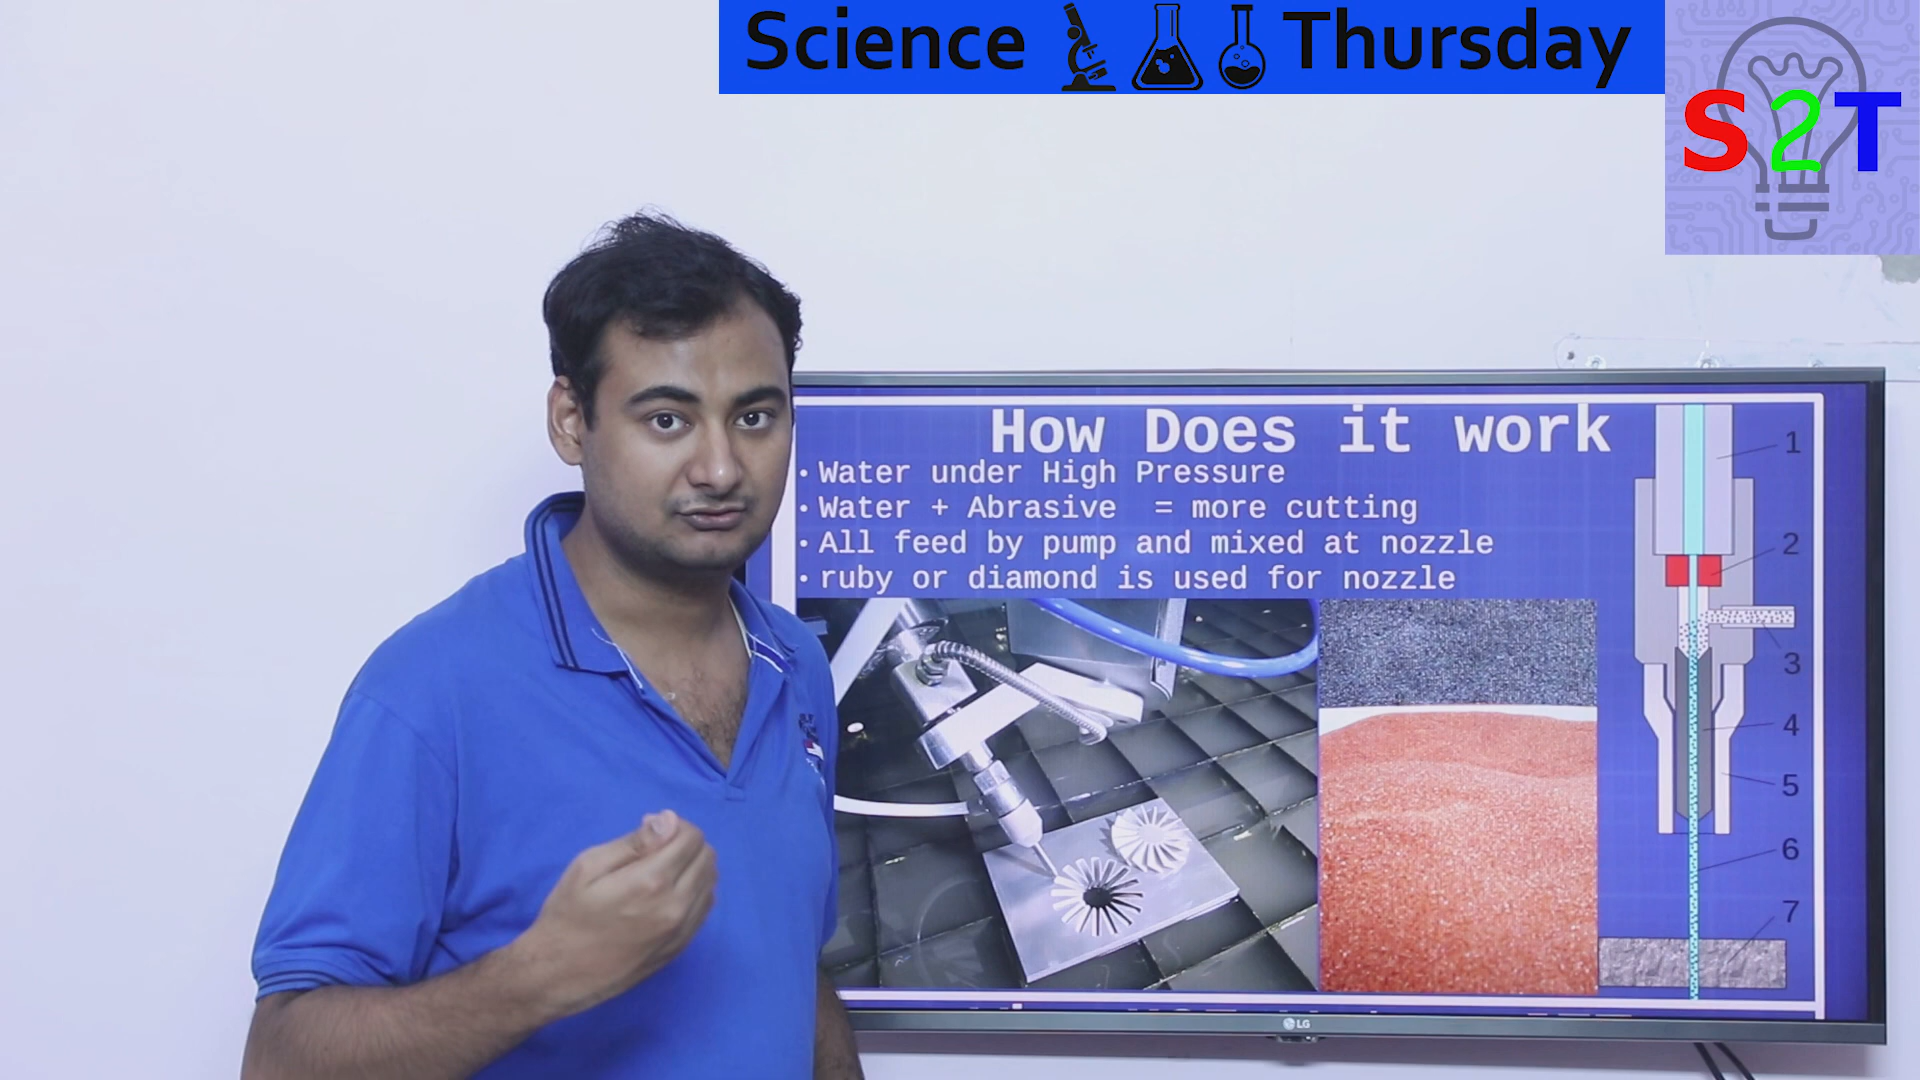 Science Thursday
S2T
How Does it work
• Water under High Pressure
• Water + Abrasive = more cutting
• All feed by pump and mixed at nozzle
• ruby or diamond is used for nozzle
1
2
3
4
5
6
7
LG